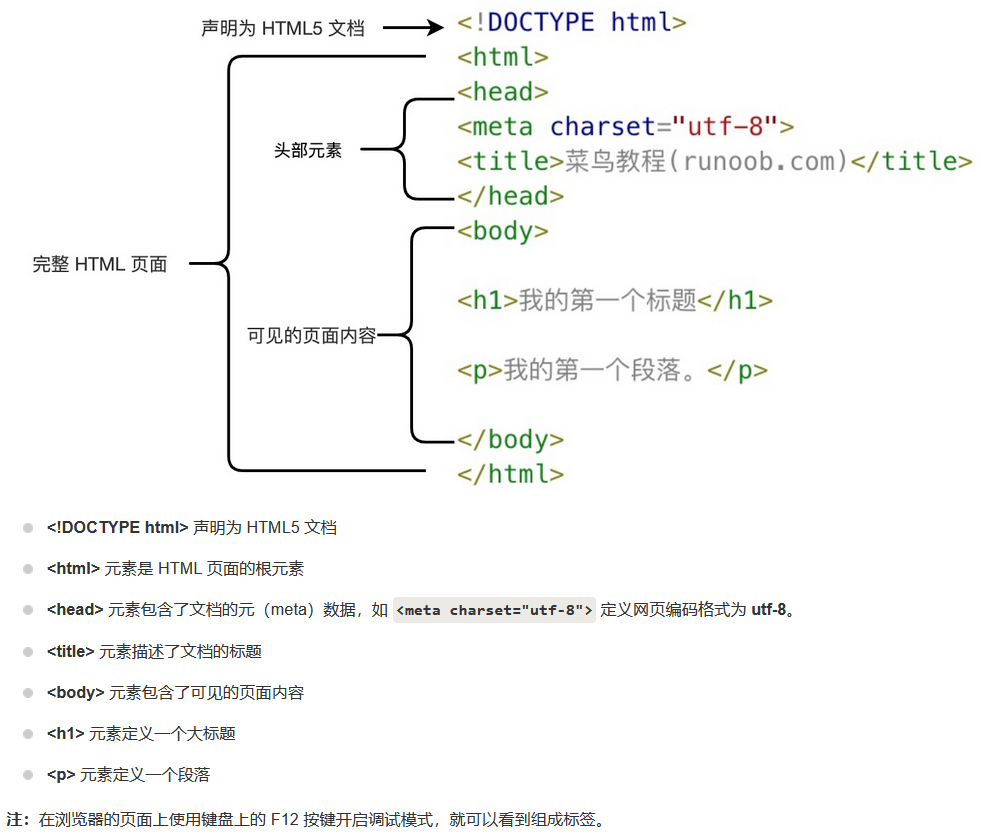 声明为 HTML5 文档
<!DOCTYPE html>
<html>
<head>
<meta charset="utf-8">
头部元素
<title>菜鸟教程(runoob.com)</title>
</head>
<body>
完整 HTML 页面
<h1>我的第一个标题</h1>
可见的页面内容
<p>我的第一个段落。</p>
</body>
</html>
<!DOCTYPE html> 声明为 HTML5 文档
<html> 元素是 HTML 页面的根元素
<head> 元素包含了文档的元（meta）数据，如 <meta charset="utf-8"> 定义网页编码格式为 utf-8。
<title> 元素描述了文档的标题
<body> 元素包含了可见的页面内容
<h1> 元素定义一个大标题
<p> 元素定义一个段落
注：在浏览器的页面上使用键盘上的 F12 按键开启调试模式，就可以看到组成标签。